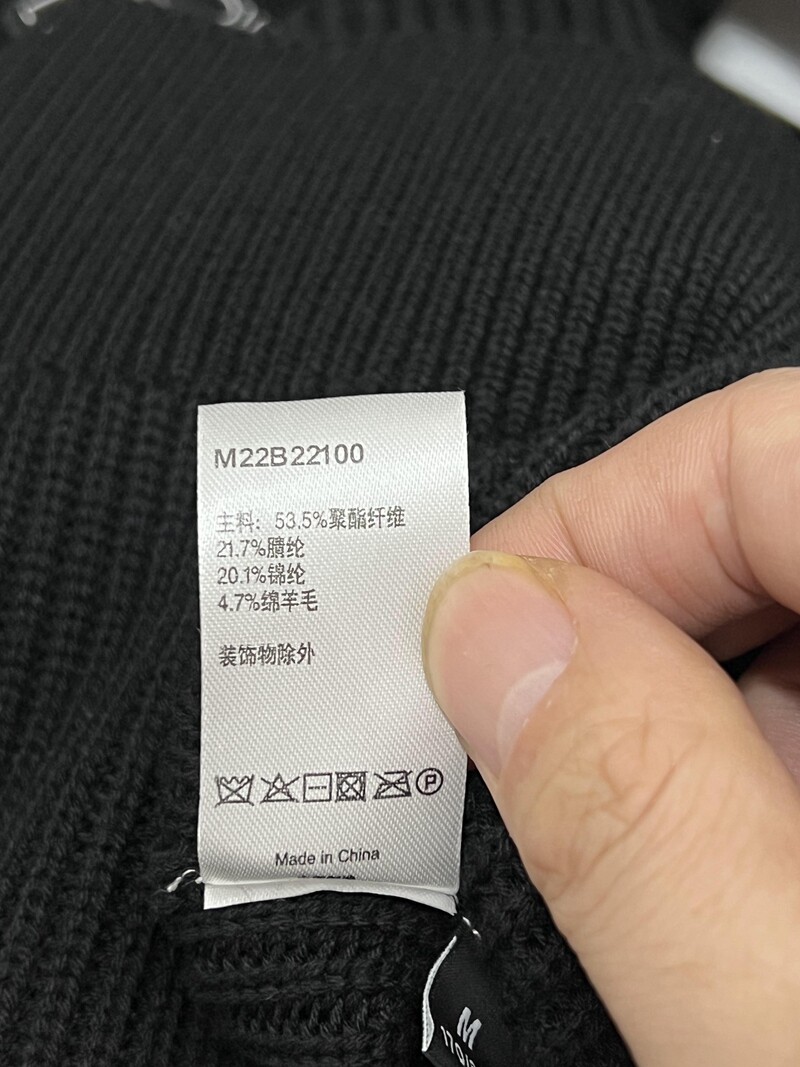 M22B22100
主料: 53.5%聚酯纤维
21.7%腈纶
20.1%锦纶
4.7%绵羊毛
装饰物除外
P
Made in China
M